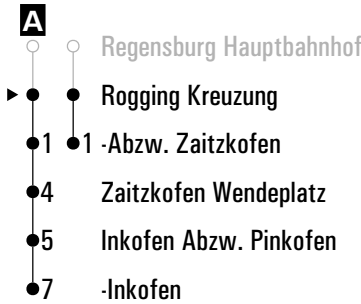 A
Regensburg Hauptbahnhof
Rogging Kreuzung
1 1 -Abzw. Zaitzkofen
4 Zaitzkofen Wendeplatz
5 Inkofen Abzw. Pinkofen
7 -Inkofen